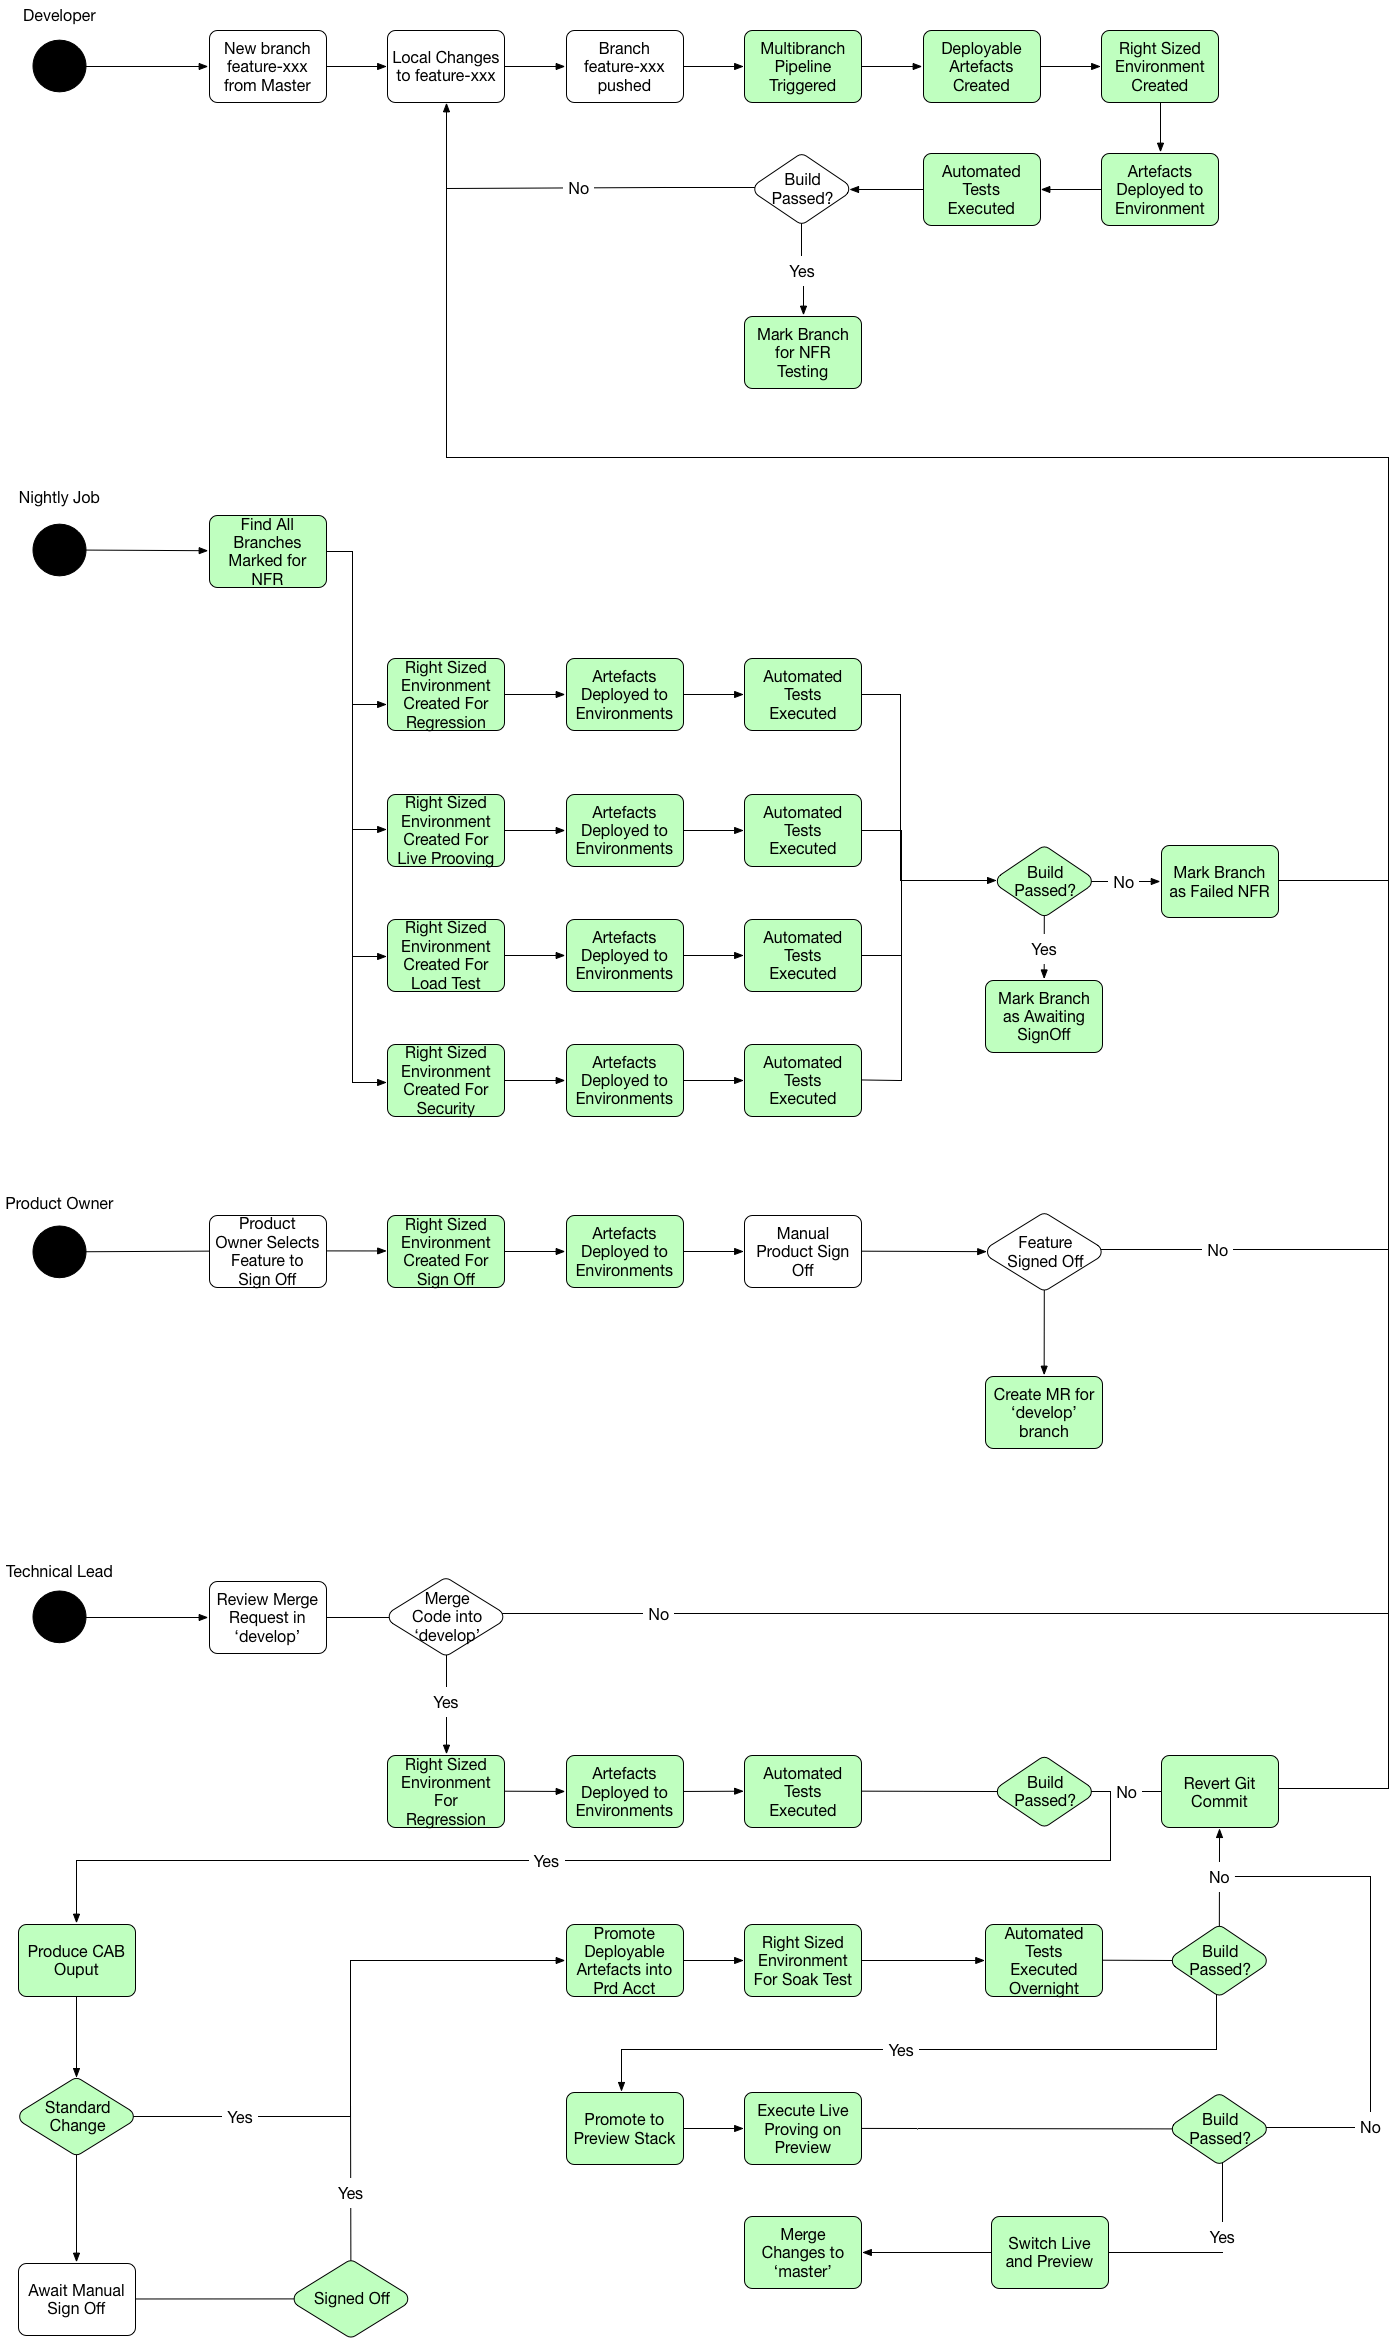 Developer
New branch
feature-xxx
from Master
Local Changes
to feature-xxx
Branch
feature-xxx
pushed
Multibranch
Pipeline
Triggered
Deployable
Artefacts
Created
Right Sized
Environment
Created
Build
Passed?
Automated
Tests
Executed
Artefacts
Deployed to
Environment
No
Yes
Mark Branch
for NFR
Testing
Nightly Job
Find All
Branches
Marked for
NFR
Right Sized
Environment
Created For
Regression
Artefacts
Deployed to
Environments
Automated
Tests
Executed
Right Sized
Environment
Created For
Live Prooving
Artefacts
Deployed to
Environments
Automated
Tests
Executed
Build
Passed?
No
Mark Branch
as Failed NFR
Right Sized
Environment
Created For
Load Test
Artefacts
Deployed to
Environments
Automated
Tests
Executed
Yes
Mark Branch
as Awaiting
SignOff
Right Sized
Environment
Created For
Security
Artefacts
Deployed to
Environments
Automated
Tests
Executed
Product Owner
Product
Owner Selects
Feature to
Sign Off
Right Sized
Environment
Created For
Sign Off
Artefacts
Deployed to
Environments
Manual
Product Sign
Off
Feature
Signed Off
No
Create MR for
‘develop’
branch
Technical Lead
Review Merge
Request in
‘develop’
Merge
Code into
‘develop’
No
Yes
Right Sized
Environment
For
Regression
Artefacts
Deployed to
Environments
Automated
Tests
Executed
Build
Passed?
No
Revert Git
Commit
Yes
No
Produce CAB
Ouput
Promote
Deployable
Artefacts into
Prd Acct
Right Sized
Environment
For Soak Test
Automated
Tests
Executed
Overnight
Build
Passed?
Yes
Standard
Change
Yes
Promote to
Preview Stack
Execute Live
Proving on
Preview
Build
Passed?
No
Yes
Yes
Merge
Changes to
‘master’
Switch Live
and Preview
Await Manual
Sign Off
Signed Off